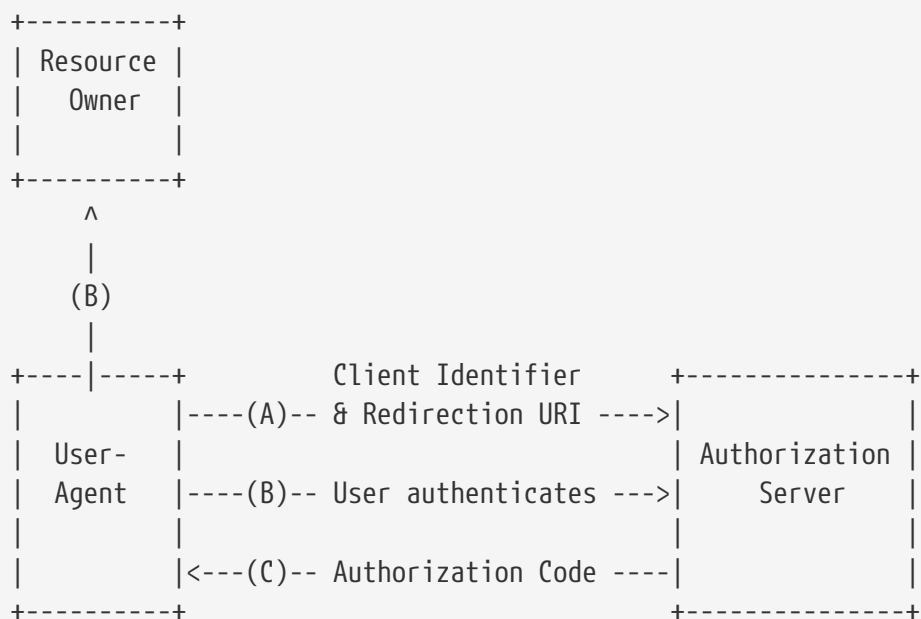 +----------+
| Resource |
|   Owner  |
|          |
+----------+
     ^
     |
    (B)
     |
+----|-----+          Client Identifier      +---------------+
|          |----(A)-- & Redirection URI ---->|               |
|  User-   |                                 | Authorization |
|  Agent   |----(B)-- User authenticates --->|     Server    |
|          |                                 |               |
|          |<---(C)-- Authorization Code ----|               |
+----------+                                 +---------------+